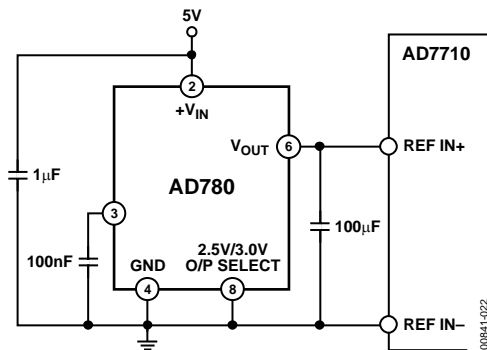 5V
AD7710
2
+VIN
VOUT
6
REF IN+
AD780
1μF
3
100μF
100nF
GND
2.5V/3.0V
O/P SELECT
4
8
REF IN–
00841-022